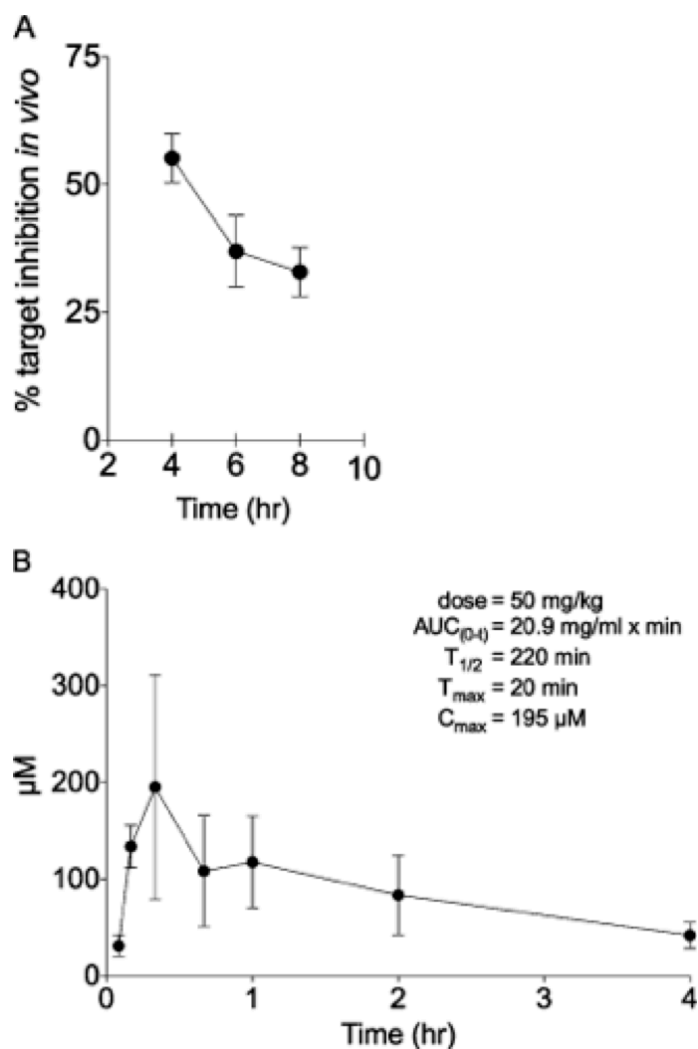 A
% target inhibition in vivo
75
50
25
0
2 4 6 8 10
Time (hr)
B
µM
400
300
200
100
0
dose = 50 mg/kg
AUC(0-t) = 20.9 mg/ml x min
T1/2 = 220 min
Tmax = 20 min
Cmax = 195 µM
0 1 2 3 4
Time (hr)